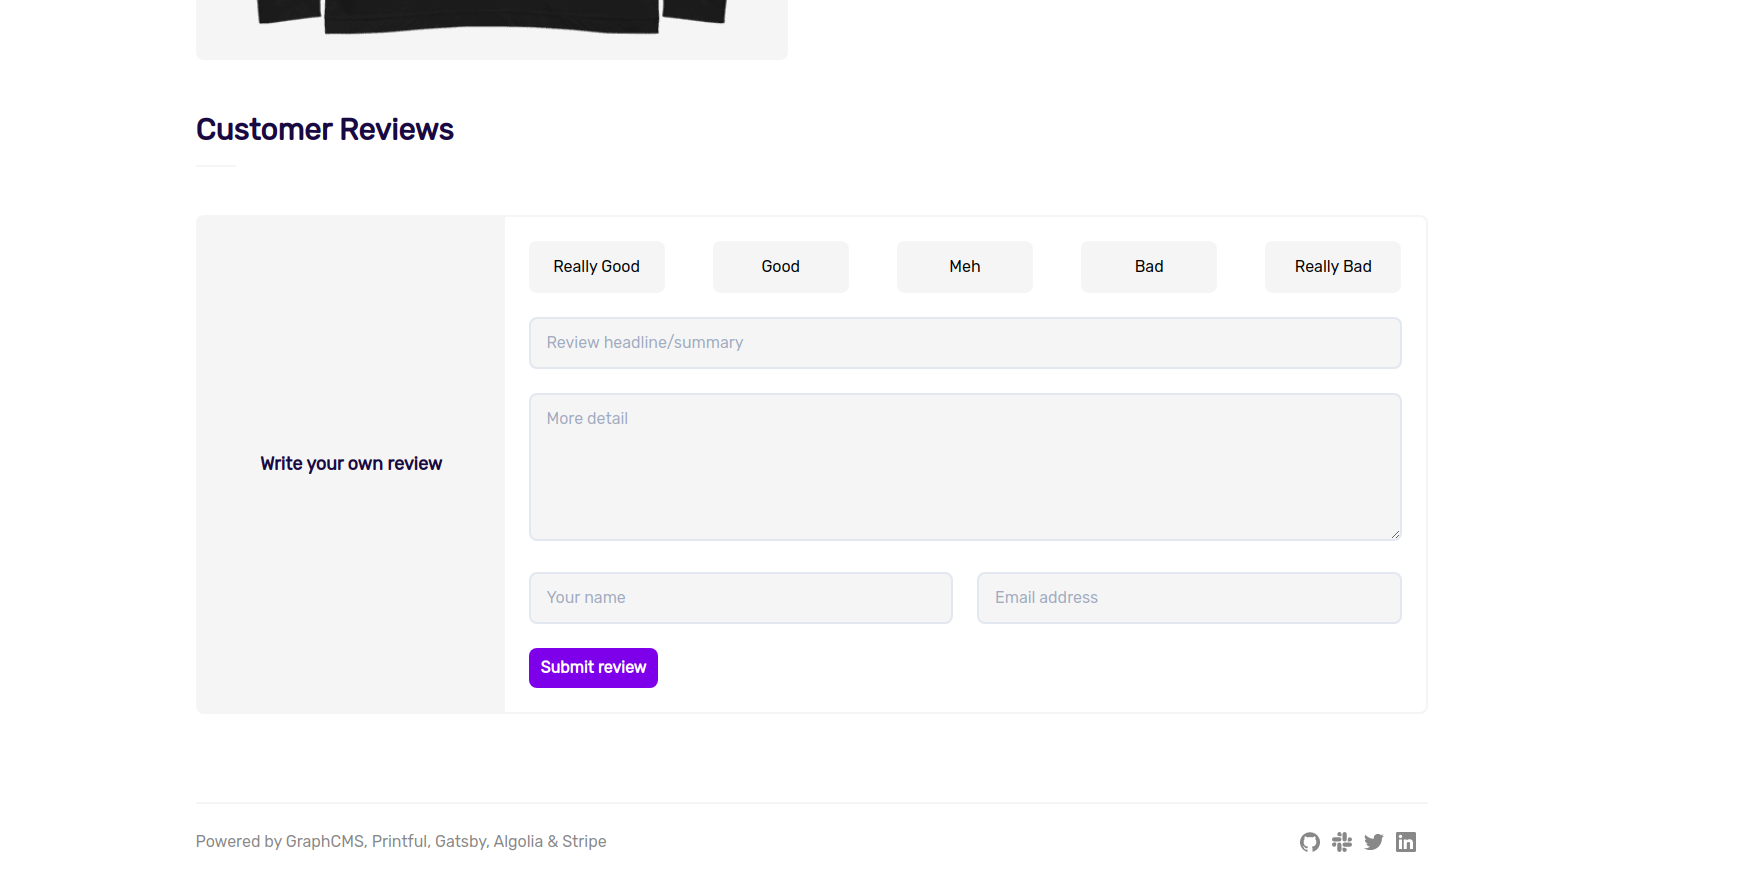 Customer Reviews
Really Good
Good
Meh
Bad
Really Bad
Review headline/summary
More detail
Write your own review
Your name
Email address
Submit review
Powered by GraphCMS, Printful, Gatsby, Algolia & Stripe
in